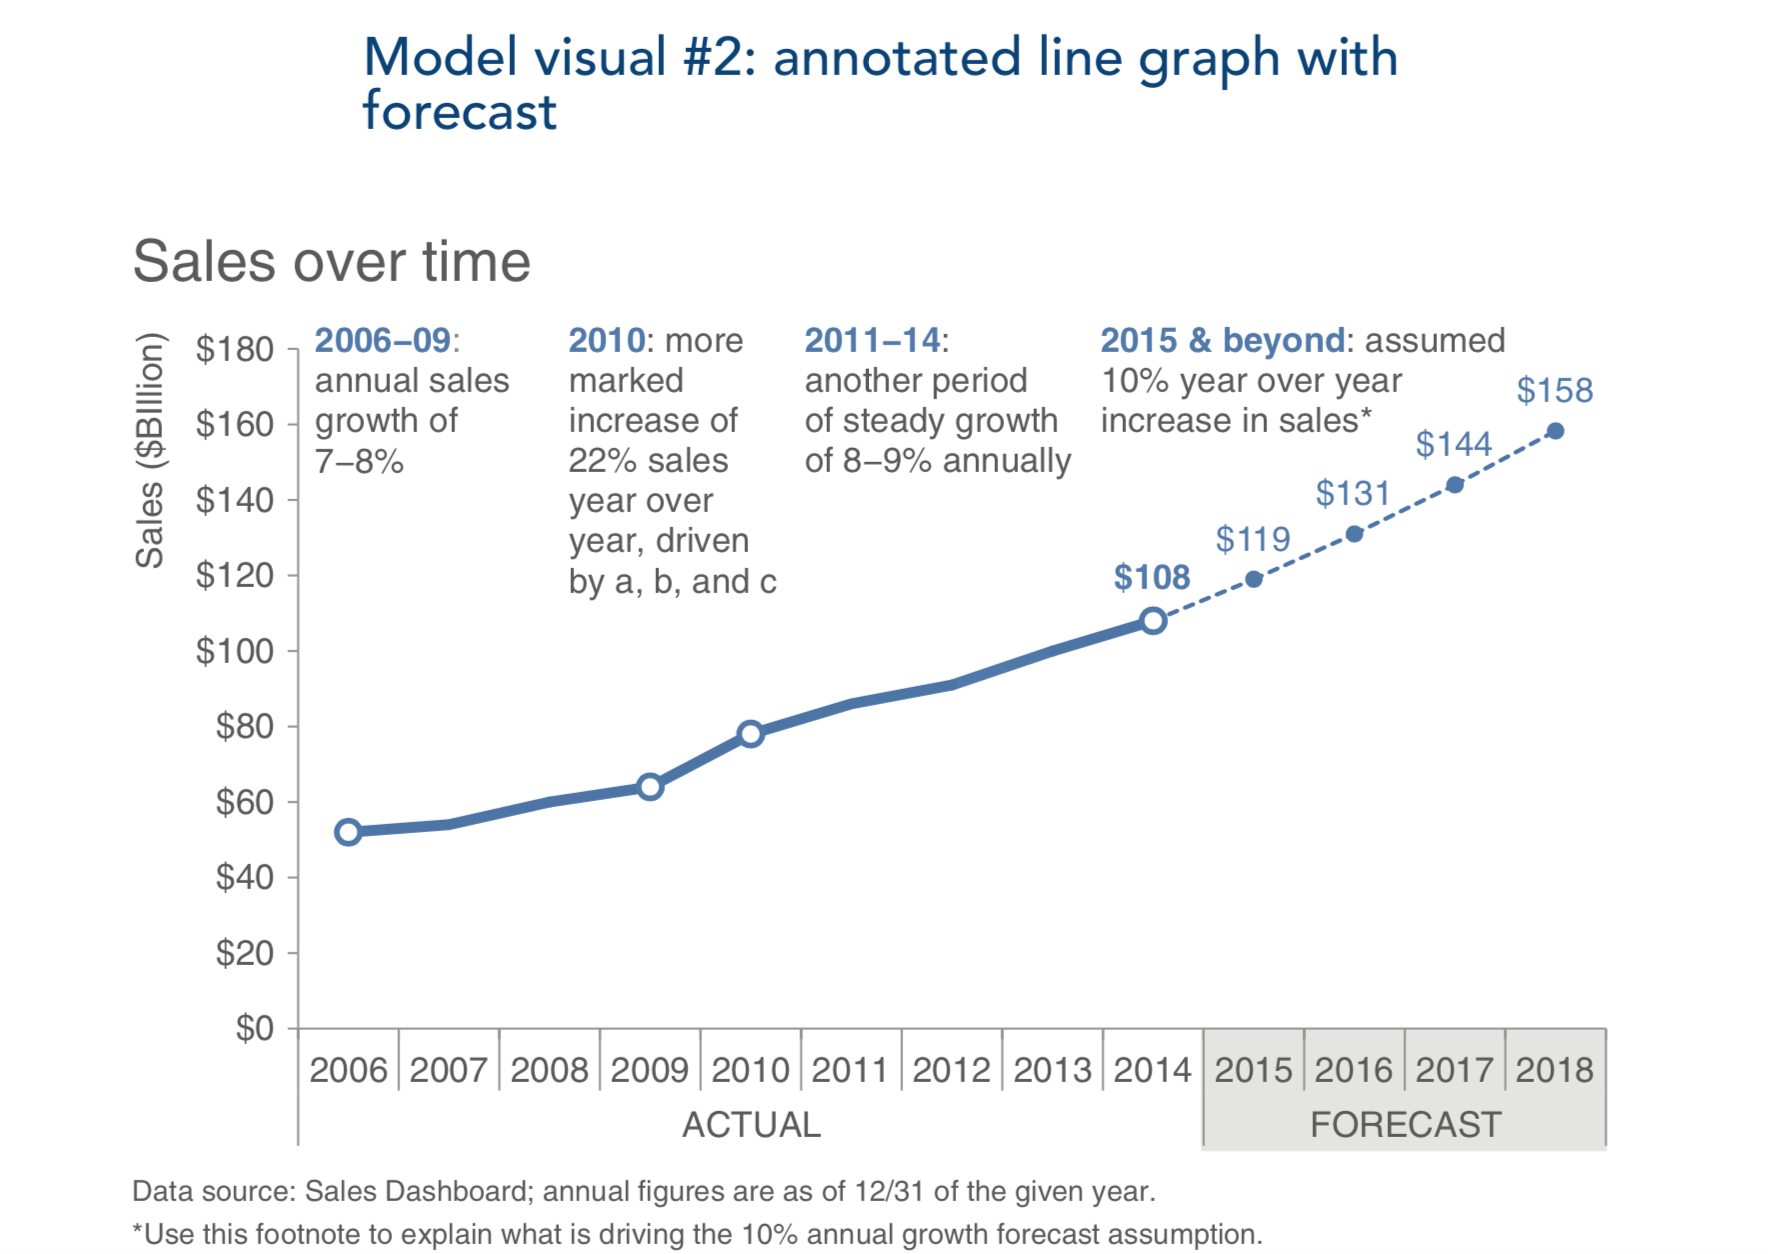 Model visual #2: annotated line graph with
forecast
Sales over time
Sales ($BIllion)
$180
$160
$140
$120
$100
$80
$60
$40
$20
$0
2006–09:
annual sales
growth of
7–8%
2010: more
marked
increase of
22% sales
year over
year, driven
by a, b, and c
2011–14:
another period
of steady growth
of 8–9% annually
2015 & beyond: assumed
10% year over year
increase in sales*
$108
$119
$131
$144
$158
2006 2007 2008 2009 2010 2011 2012 2013 2014 2015 2016 2017 2018
ACTUAL FORECAST
Data source: Sales Dashboard; annual figures are as of 12/31 of the given year.
*Use this footnote to explain what is driving the 10% annual growth forecast assumption.